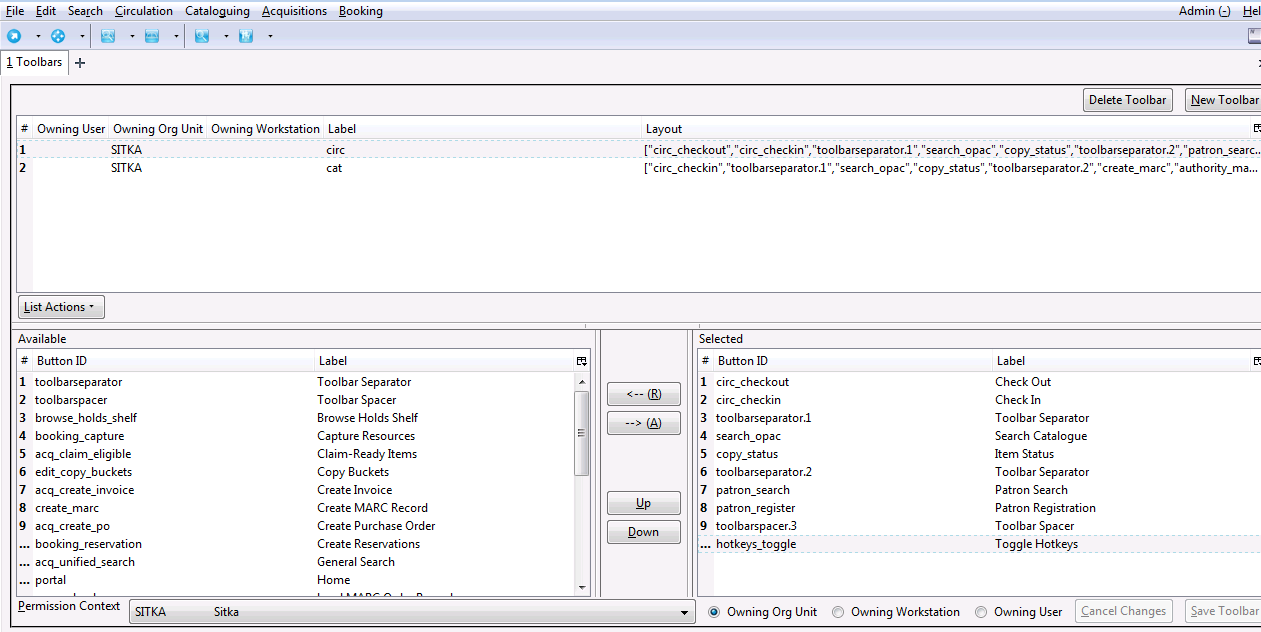 File Edit Search Circulation Cataloguing Acquisitions Booking Admin (-) Hel
1 Toolbars
Delete Toolbar New Toolbar
# Owning User Owning Org Unit Owning Workstation Label Layout
1 SITKA circ ["circ_checkout","circ_checkin","toolbarseparator.1","search_opac","copy_status","toolbarseparator.2","patron_searc...
2 SITKA cat ["circ_checkin","toolbarseparator.1","search_opac","copy_status","toolbarseparator.2","create_marc","authority_ma...
List Actions
Available Selected
# Button ID Label # Button ID Label
1 toolbarseparator Toolbar Separator 1 circ_checkout Check Out
2 toolbarspacer Toolbar Spacer <-- (R) 2 circ_checkin Check In
3 browse_holds_shelf Browse Holds Shelf --> (A) 3 toolbarseparator.1 Toolbar Separator
4 booking_capture Capture Resources 4 search_opac Search Catalogue
5 acq_claim_eligible Claim-Ready Items 5 copy_status Item Status
6 edit_copy_buckets Copy Buckets 6 toolbarseparator.2 Toolbar Separator
7 acq_create_invoice Create Invoice 7 patron_search Patron Search
8 create_marc Create MARC Record Up 8 patron_register Patron Registration
9 acq_create_po Create Purchase Order Down 9 toolbarspacer.3 Toolbar Spacer
... booking_reservation Create Reservations ... hotkeys_toggle Toggle Hotkeys
... acq_unified_search General Search
... portal Home
Permission Context SITKA Sitka Owning Org Unit Owning Workstation Owning User Cancel Changes Save Toolbar